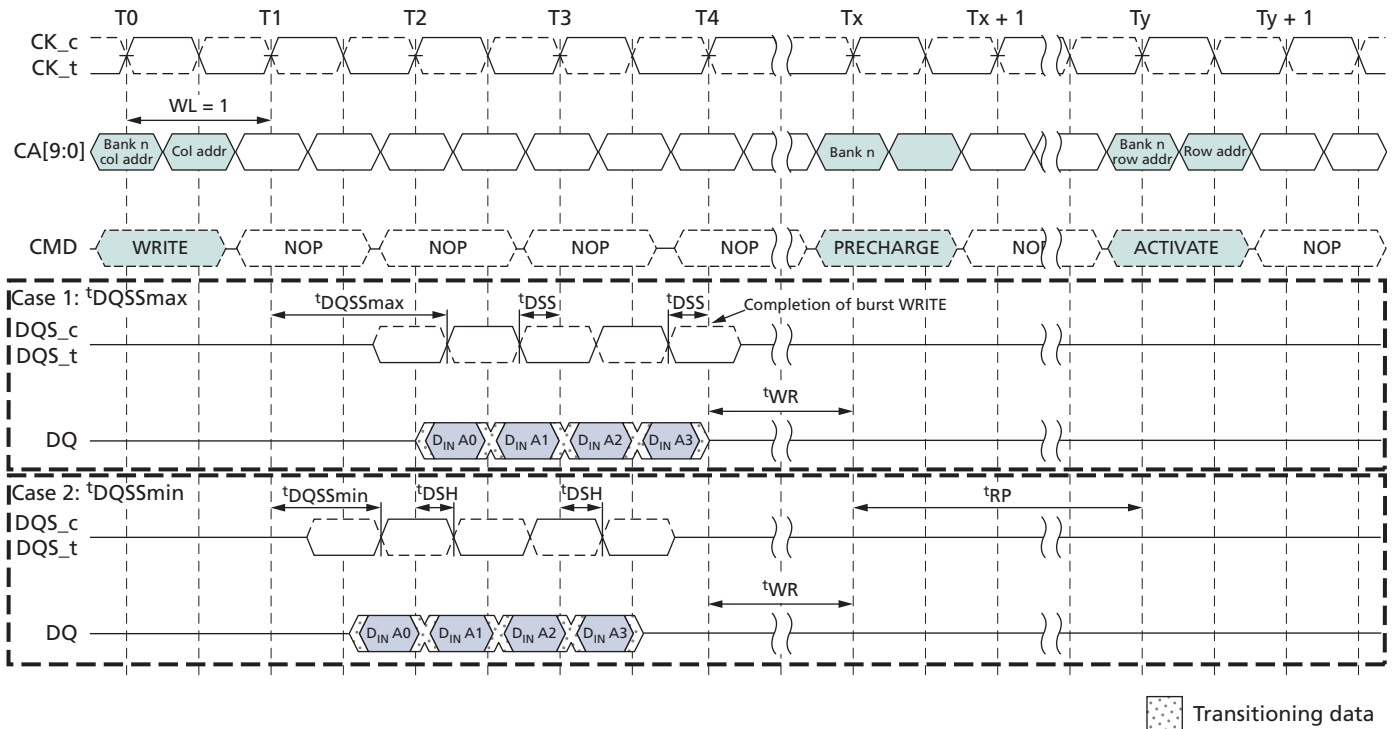 T0 T1 T2 T3 T4 Tx Tx + 1 Ty Ty + 1
CK_c
CK_t
WL = 1
CA[9:0] Bank n col addr Col addr Bank n Bank n row addr Row addr
CMD WRITE NOP NOP NOP NOP PRECHARGE NOP ACTIVATE NOP
Case 1: tDQSSmax
tDQSSmax tDSS tDSS Completion of burst WRITE
DQS_c
DQS_t
tWR
DQ DIN A0 DIN A1 DIN A2 DIN A3
Case 2: tDQSSmin
tDQSSmin tDSH tDSH tRP
DQS_c
DQS_t
tWR
DQ DIN A0 DIN A1 DIN A2 DIN A3
Transitioning data